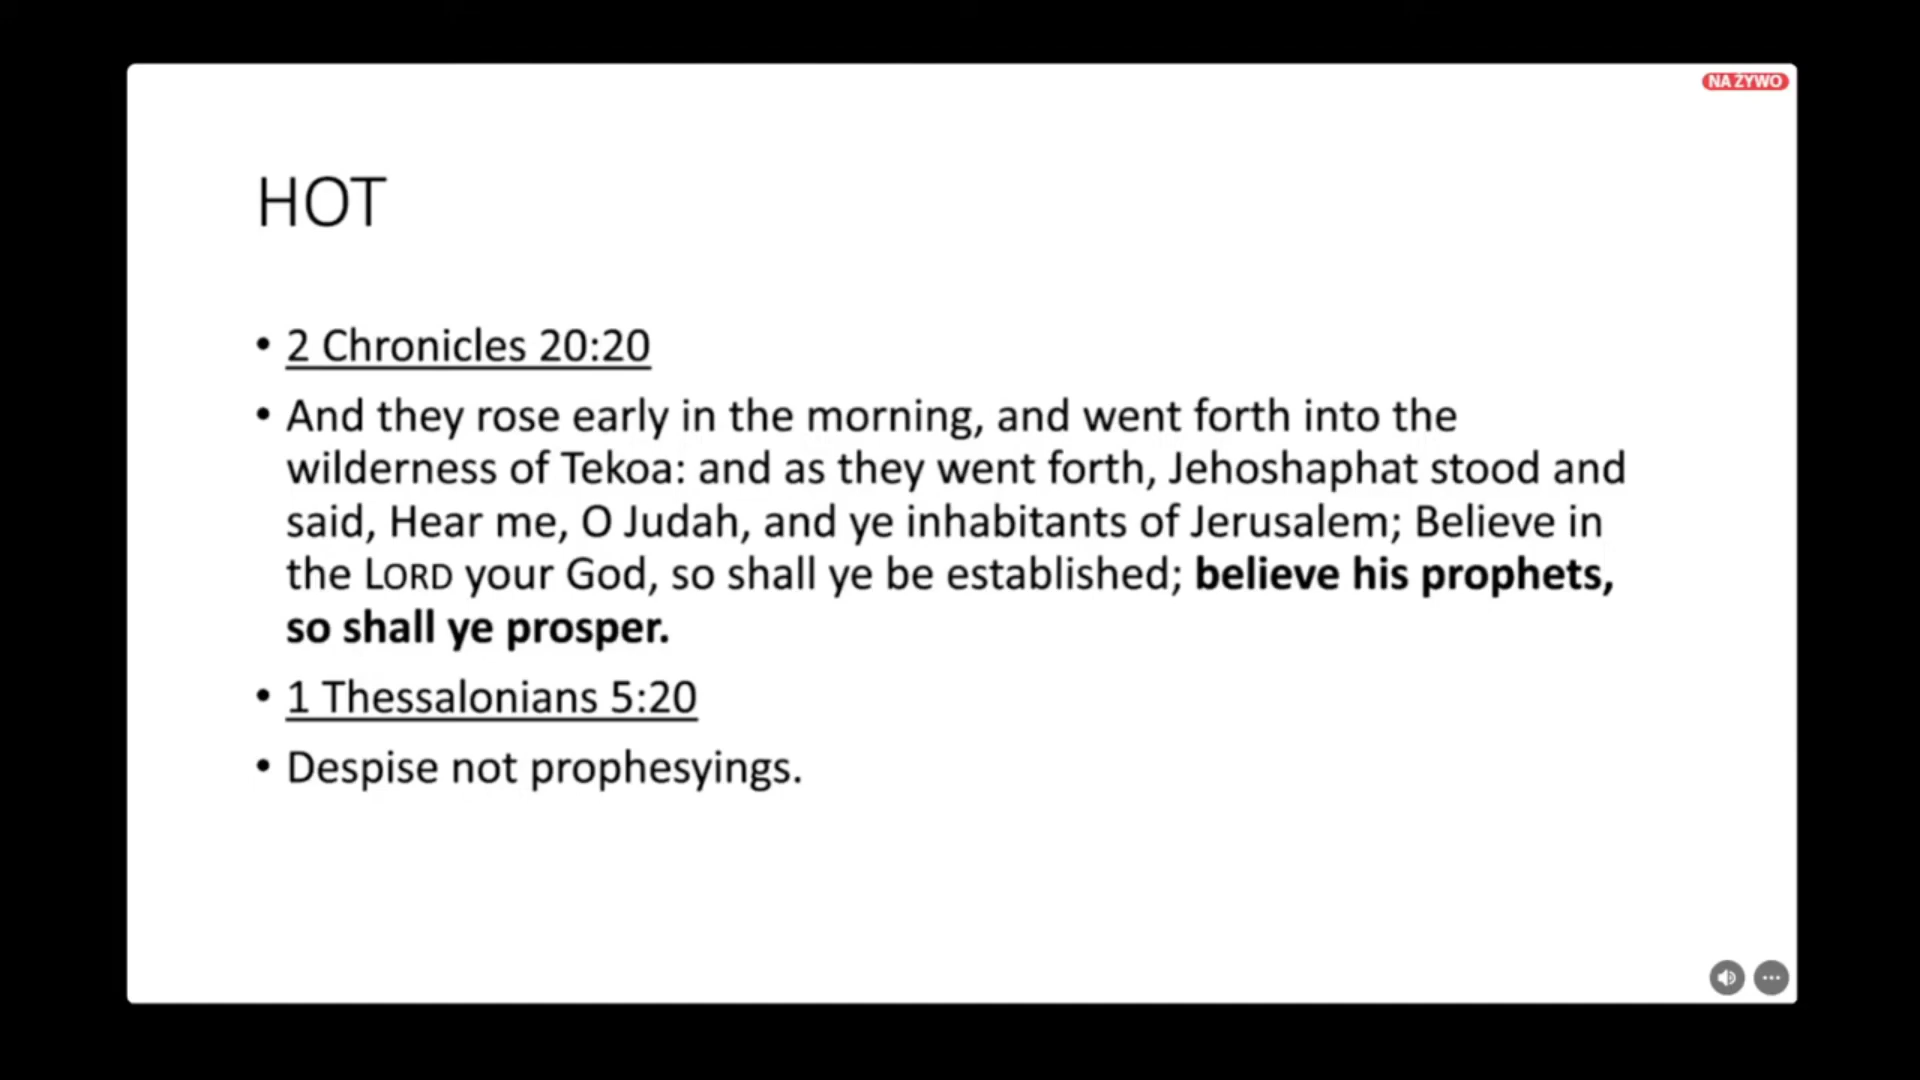 NA ŻYWO
HOT
• 2 Chronicles 20:20
• And they rose early in the morning, and went forth into the
wilderness of Tekoa: and as they went forth, Jehoshaphat stood and
said, Hear me, O Judah, and ye inhabitants of Jerusalem; Believe in
the LORD your God, so shall ye be established; believe his prophets,
so shall ye prosper.
• 1 Thessalonians 5:20
• Despise not prophesyings.